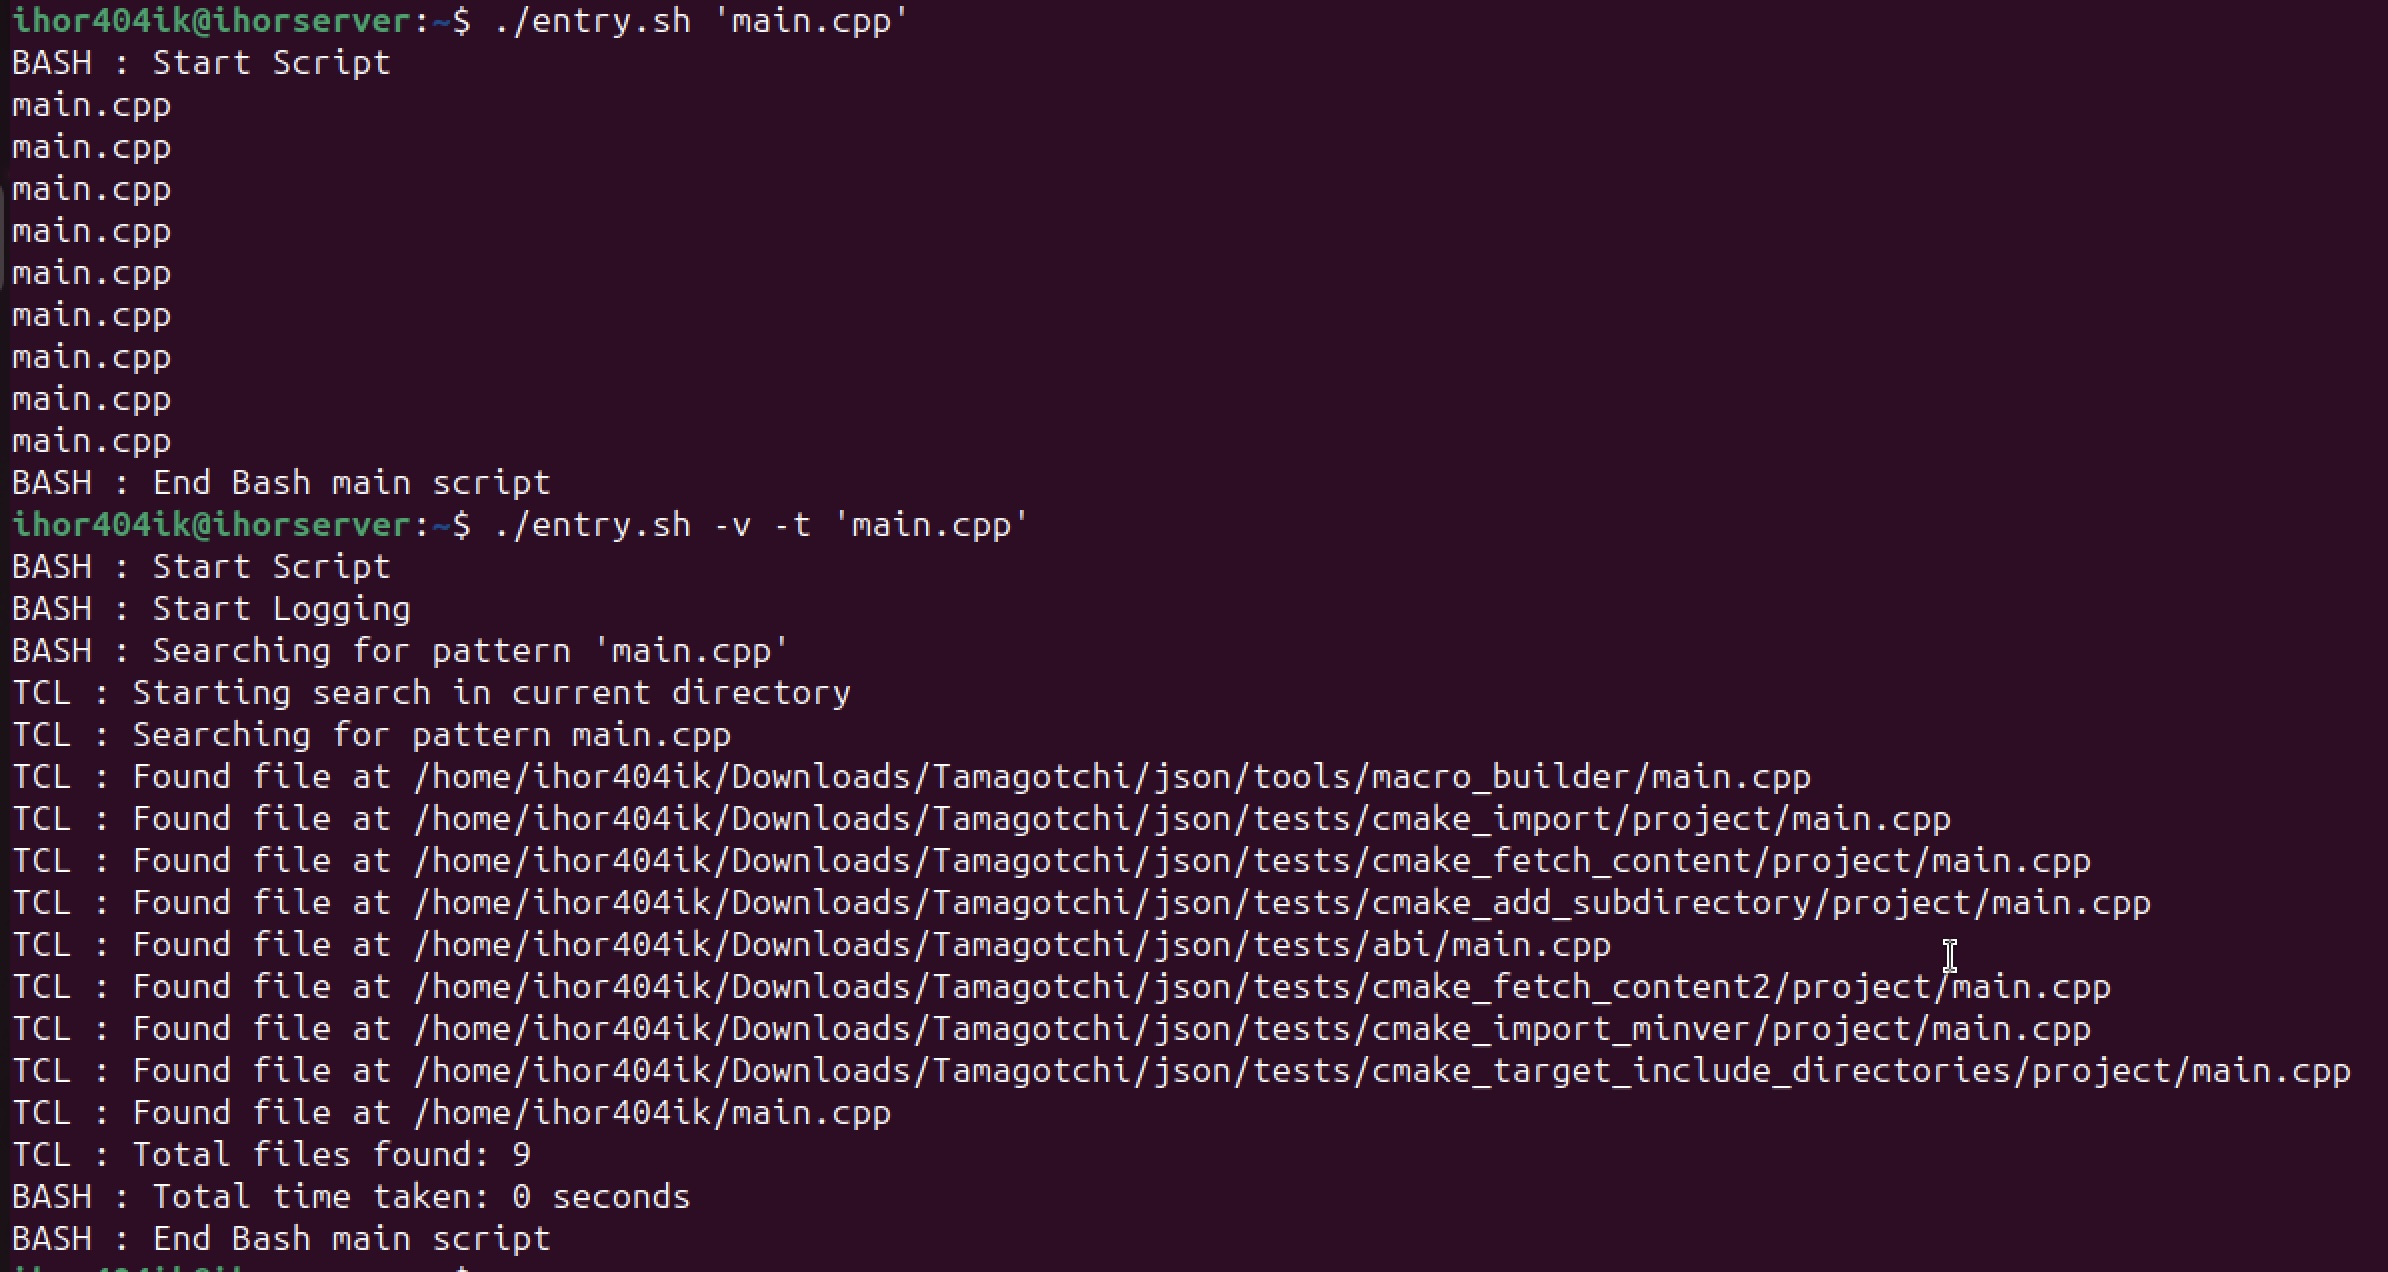 ihor404ik@ihorserver:~$ ./entry.sh 'main.cpp'
BASH : Start Script
main.cpp
main.cpp
main.cpp
main.cpp
main.cpp
main.cpp
main.cpp
main.cpp
main.cpp
BASH : End Bash main script
ihor404ik@ihorserver:~$ ./entry.sh -v -t 'main.cpp'
BASH : Start Script
BASH : Start Logging
BASH : Searching for pattern 'main.cpp'
TCL : Starting search in current directory
TCL : Searching for pattern main.cpp
TCL : Found file at /home/ihor404ik/Downloads/Tamagotchi/json/tools/macro_builder/main.cpp
TCL : Found file at /home/ihor404ik/Downloads/Tamagotchi/json/tests/cmake_import/project/main.cpp
TCL : Found file at /home/ihor404ik/Downloads/Tamagotchi/json/tests/cmake_fetch_content/project/main.cpp
TCL : Found file at /home/ihor404ik/Downloads/Tamagotchi/json/tests/cmake_add_subdirectory/project/main.cpp
TCL : Found file at /home/ihor404ik/Downloads/Tamagotchi/json/tests/abi/main.cpp
TCL : Found file at /home/ihor404ik/Downloads/Tamagotchi/json/tests/cmake_fetch_content2/project/main.cpp
TCL : Found file at /home/ihor404ik/Downloads/Tamagotchi/json/tests/cmake_import_minver/project/main.cpp
TCL : Found file at /home/ihor404ik/Downloads/Tamagotchi/json/tests/cmake_target_include_directories/project/main.cpp
TCL : Found file at /home/ihor404ik/main.cpp
TCL : Total files found: 9
BASH : Total time taken: 0 seconds
BASH : End Bash main script